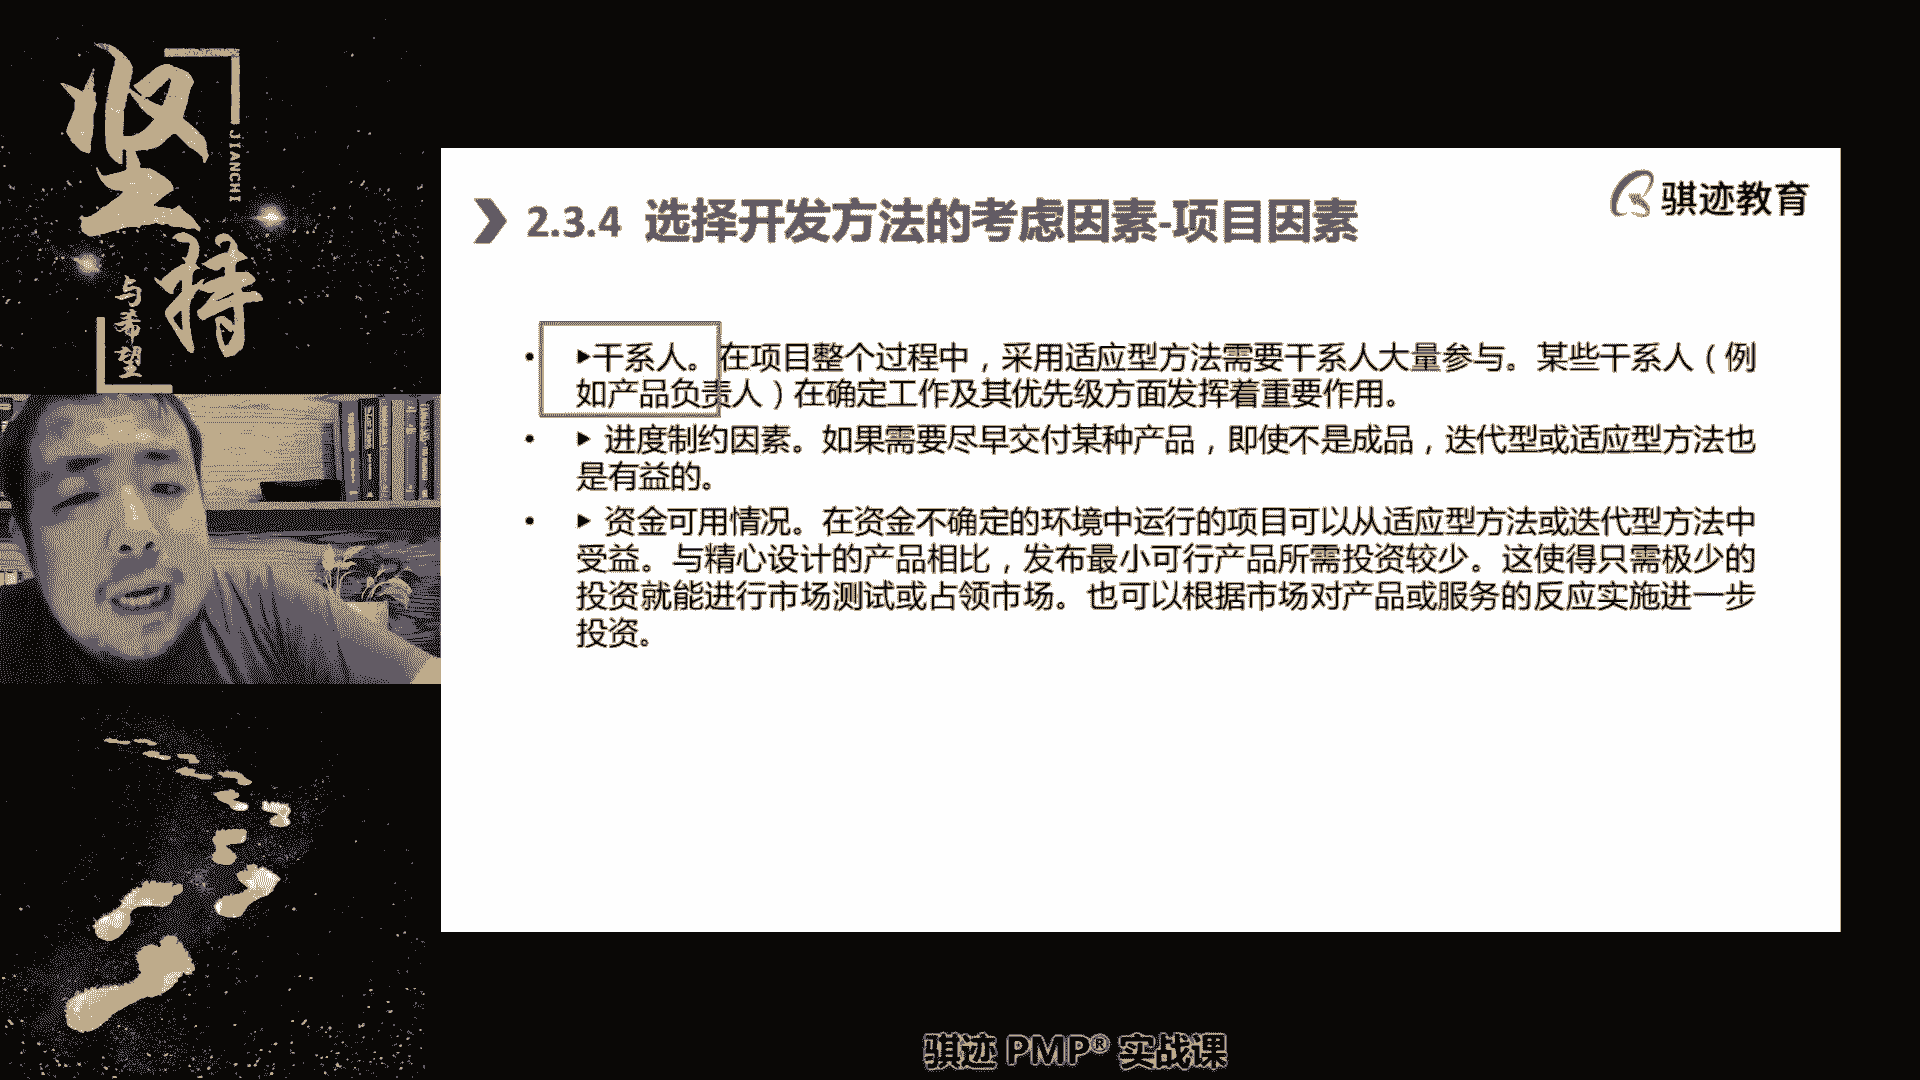 坚持
JIANCHI
与希望
骐迹教育
2.3.4 选择开发方法的考虑因素-项目因素
• ▶干系人。在项目整个过程中，采用适应型方法需要干系人大量参与。某些干系人（例
如产品负责人）在确定工作及其优先级方面发挥着重要作用。
• ▶ 进度制约因素。如果需要尽早交付某种产品，即使不是成品，迭代型或适应型方法也
是有益的。
• ▶ 资金可用情况。在资金不确定的环境中运行的项目可以从适应型方法或迭代型方法中
受益。与精心设计的产品相比，发布最小可行产品所需投资较少。这使得只需极少的
投资就能进行市场测试或占领市场。也可以根据市场对产品或服务的反应实施进一步
投资。
骐迹 PMP® 实战课